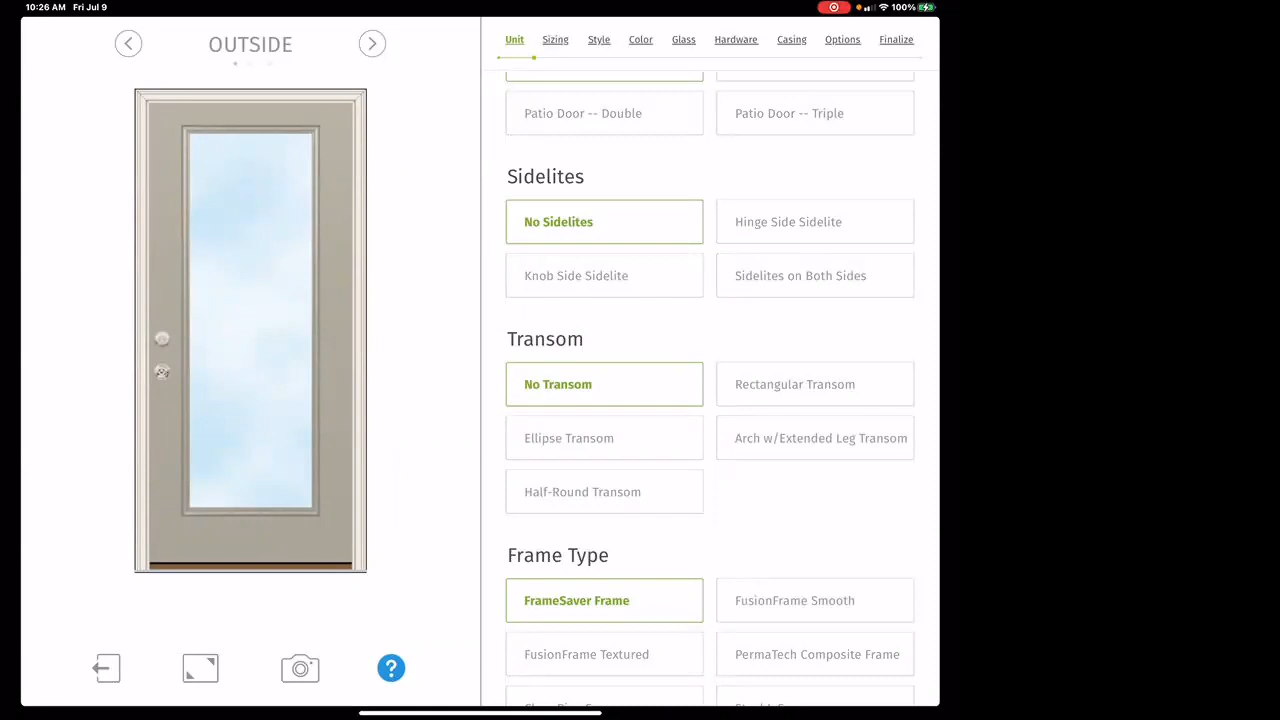 10:26 AM Fri Jul 9
100%
OUTSIDE
Unit Sizing Style Color Glass Hardware Casing Options Finalize
Patio Door -- Double
Patio Door -- Triple
Sidelites
No Sidelites
Hinge Side Sidelite
Knob Side Sidelite
Sidelites on Both Sides
Transom
No Transom
Rectangular Transom
Ellipse Transom
Arch w/Extended Leg Transom
Half-Round Transom
Frame Type
FrameSaver Frame
FusionFrame Smooth
FusionFrame Textured
PermaTech Composite Frame
?